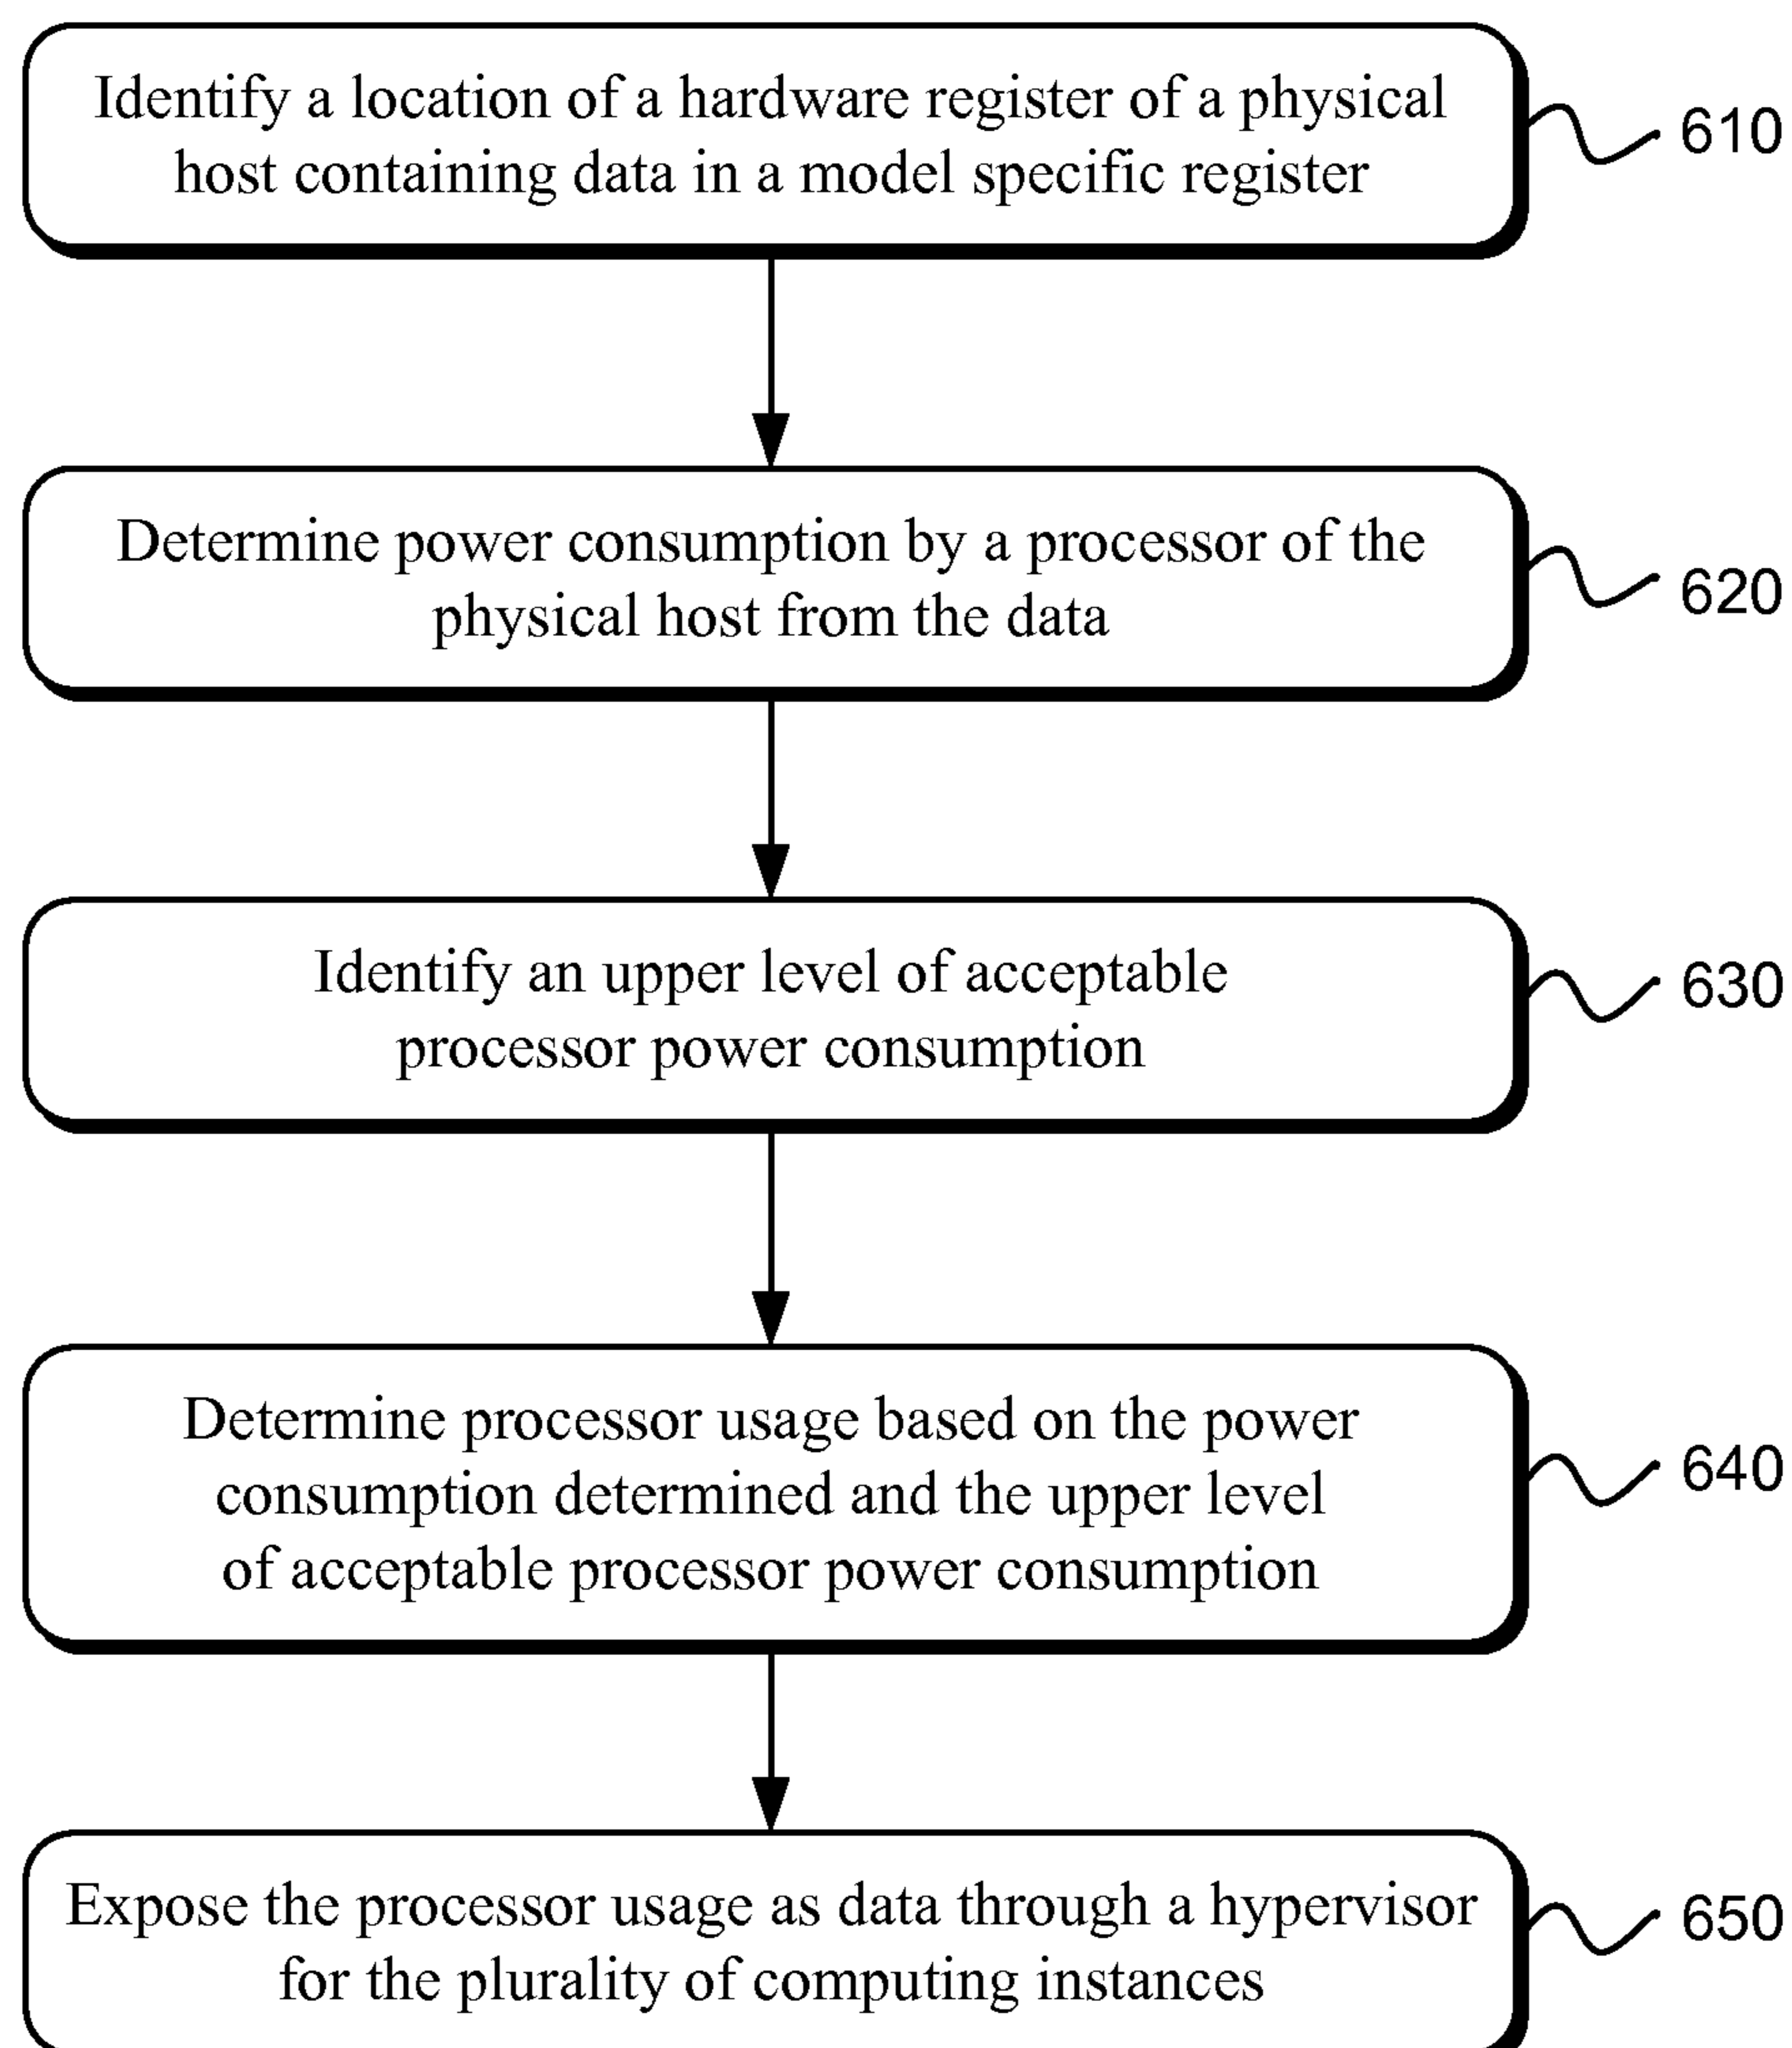 Identify a location of a hardware register of a physical
host containing data in a model specific register
610
Determine power consumption by a processor of the
physical host from the data
620
Identify an upper level of acceptable
processor power consumption
630
Determine processor usage based on the power
consumption determined and the upper level
of acceptable processor power consumption
640
Expose the processor usage as data through a hypervisor
for the plurality of computing instances
650